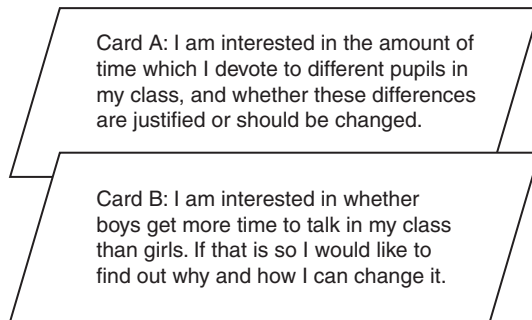 Card A: I am interested in the amount of
time which I devote to different pupils in
my class, and whether these differences
are justified or should be changed.
Card B: I am interested in whether
boys get more time to talk in my class
than girls. If that is so I would like to
find out why and how I can change it.